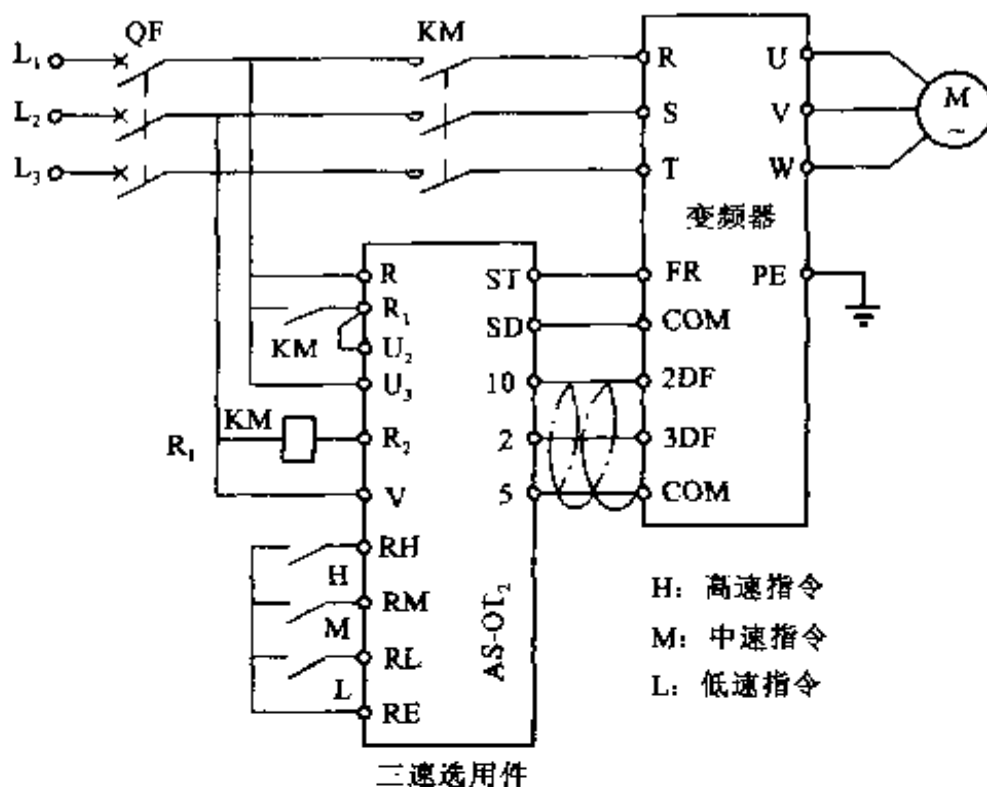 QF
KM
L₁
L₂
L₃
R
S
T
U
V
W
M
~
变频器
FR
COM
2DF
3DF
COM
PE
R
R₁
KM
U₂
U₃
KM
R₁
R₂
V
RH
H
RM
M
RL
L
RE
ST
SD
10
2
5
AS-OT₂
H：高速指令
M：中速指令
L：低速指令
三速选用件